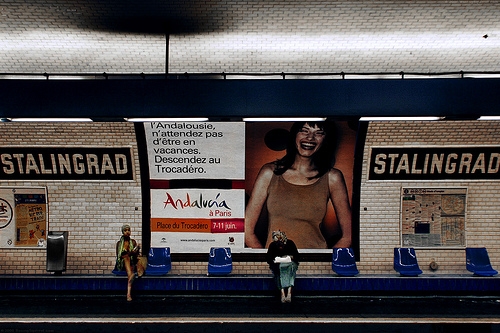 l'Andalousie,
n'attendez pas
d'être en
vacances.
Descendez au
Trocadéro.
STALINGRAD
STALINGRAD
Andalucía
à Paris
Place du Trocadéro 7-11 juin.